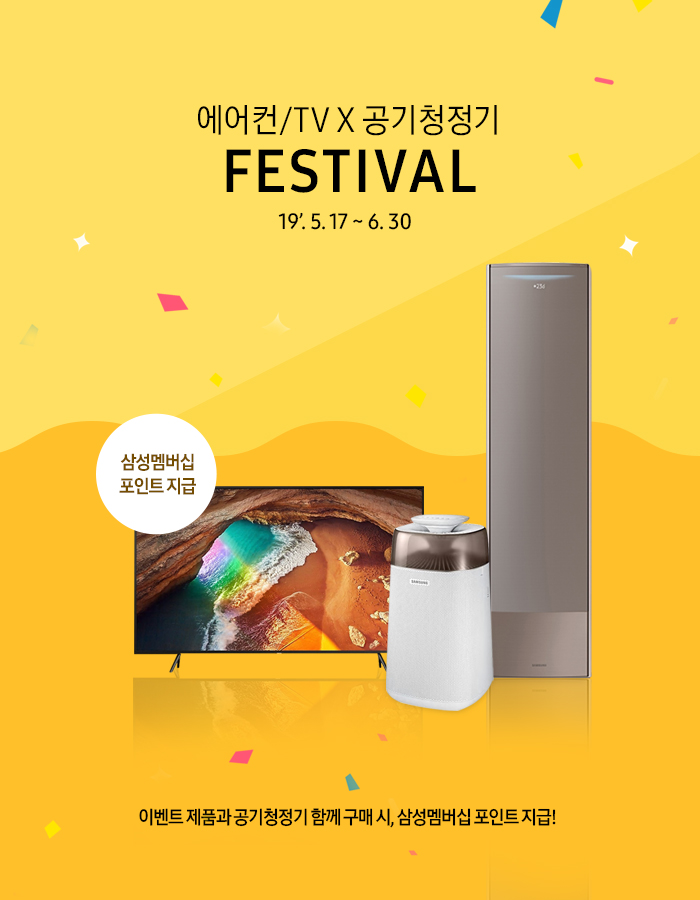 에어컨/TV X 공기청정기
FESTIVAL
19'. 5. 17 ~ 6. 30
삼성멤버십
포인트 지급
SAMSUNG
이벤트 제품과 공기청정기 함께 구매 시, 삼성멤버십 포인트 지급!